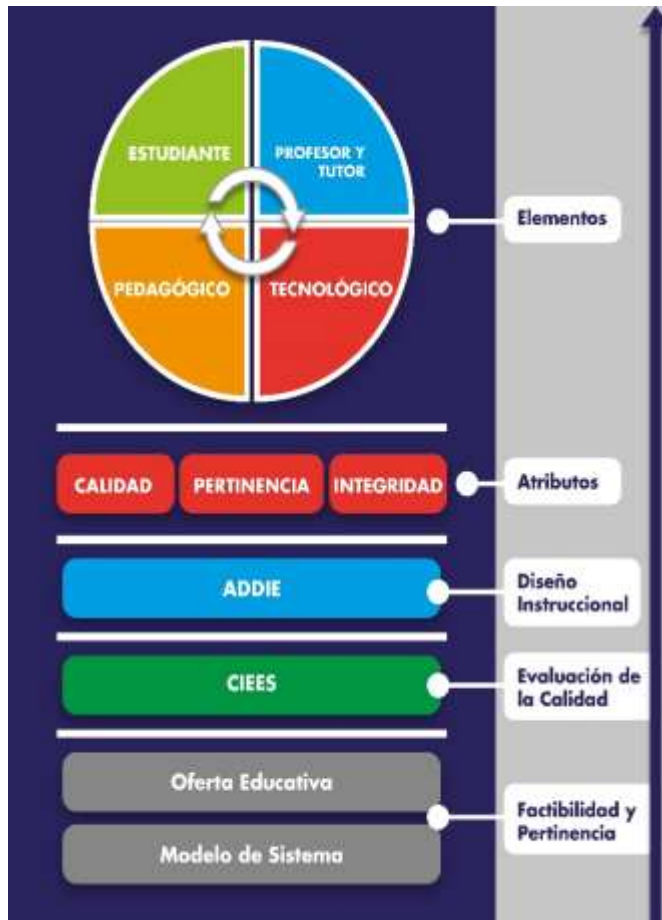 ESTUDIANTE
PROFESOR Y
TUTOR
PEDAGÓGICO
TECNOLÓGICO
Elementos
CALIDAD
PERTINENCIA
INTEGRIDAD
Atributos
ADDIE
Diseño
Instruccional
CIEES
Evaluación de
la Calidad
Oferta Educativa
Modelo de Sistema
Factibilidad y
Pertinencia